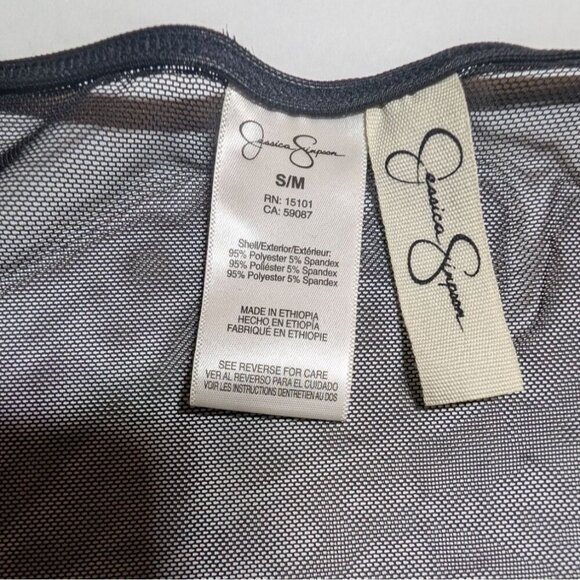 Jessica Simpson
S/M
RN: 15101
CA: 59087
Shell/Exterior/Extérieur:
95% Polyester 5% Spandex
95% Poliéster 5% Spandex
95% Polyester 5% Spandex
MADE IN ETHIOPIA
HECHO EN ETIOPÍA
FABRIQUÉ EN ETHIOPIE
SEE REVERSE FOR CARE
VER AL REVERSO PARA EL CUIDADO
VOIR LES INSTRUCTIONS D'ENTRETIEN AU DOS
Jessica Simpson